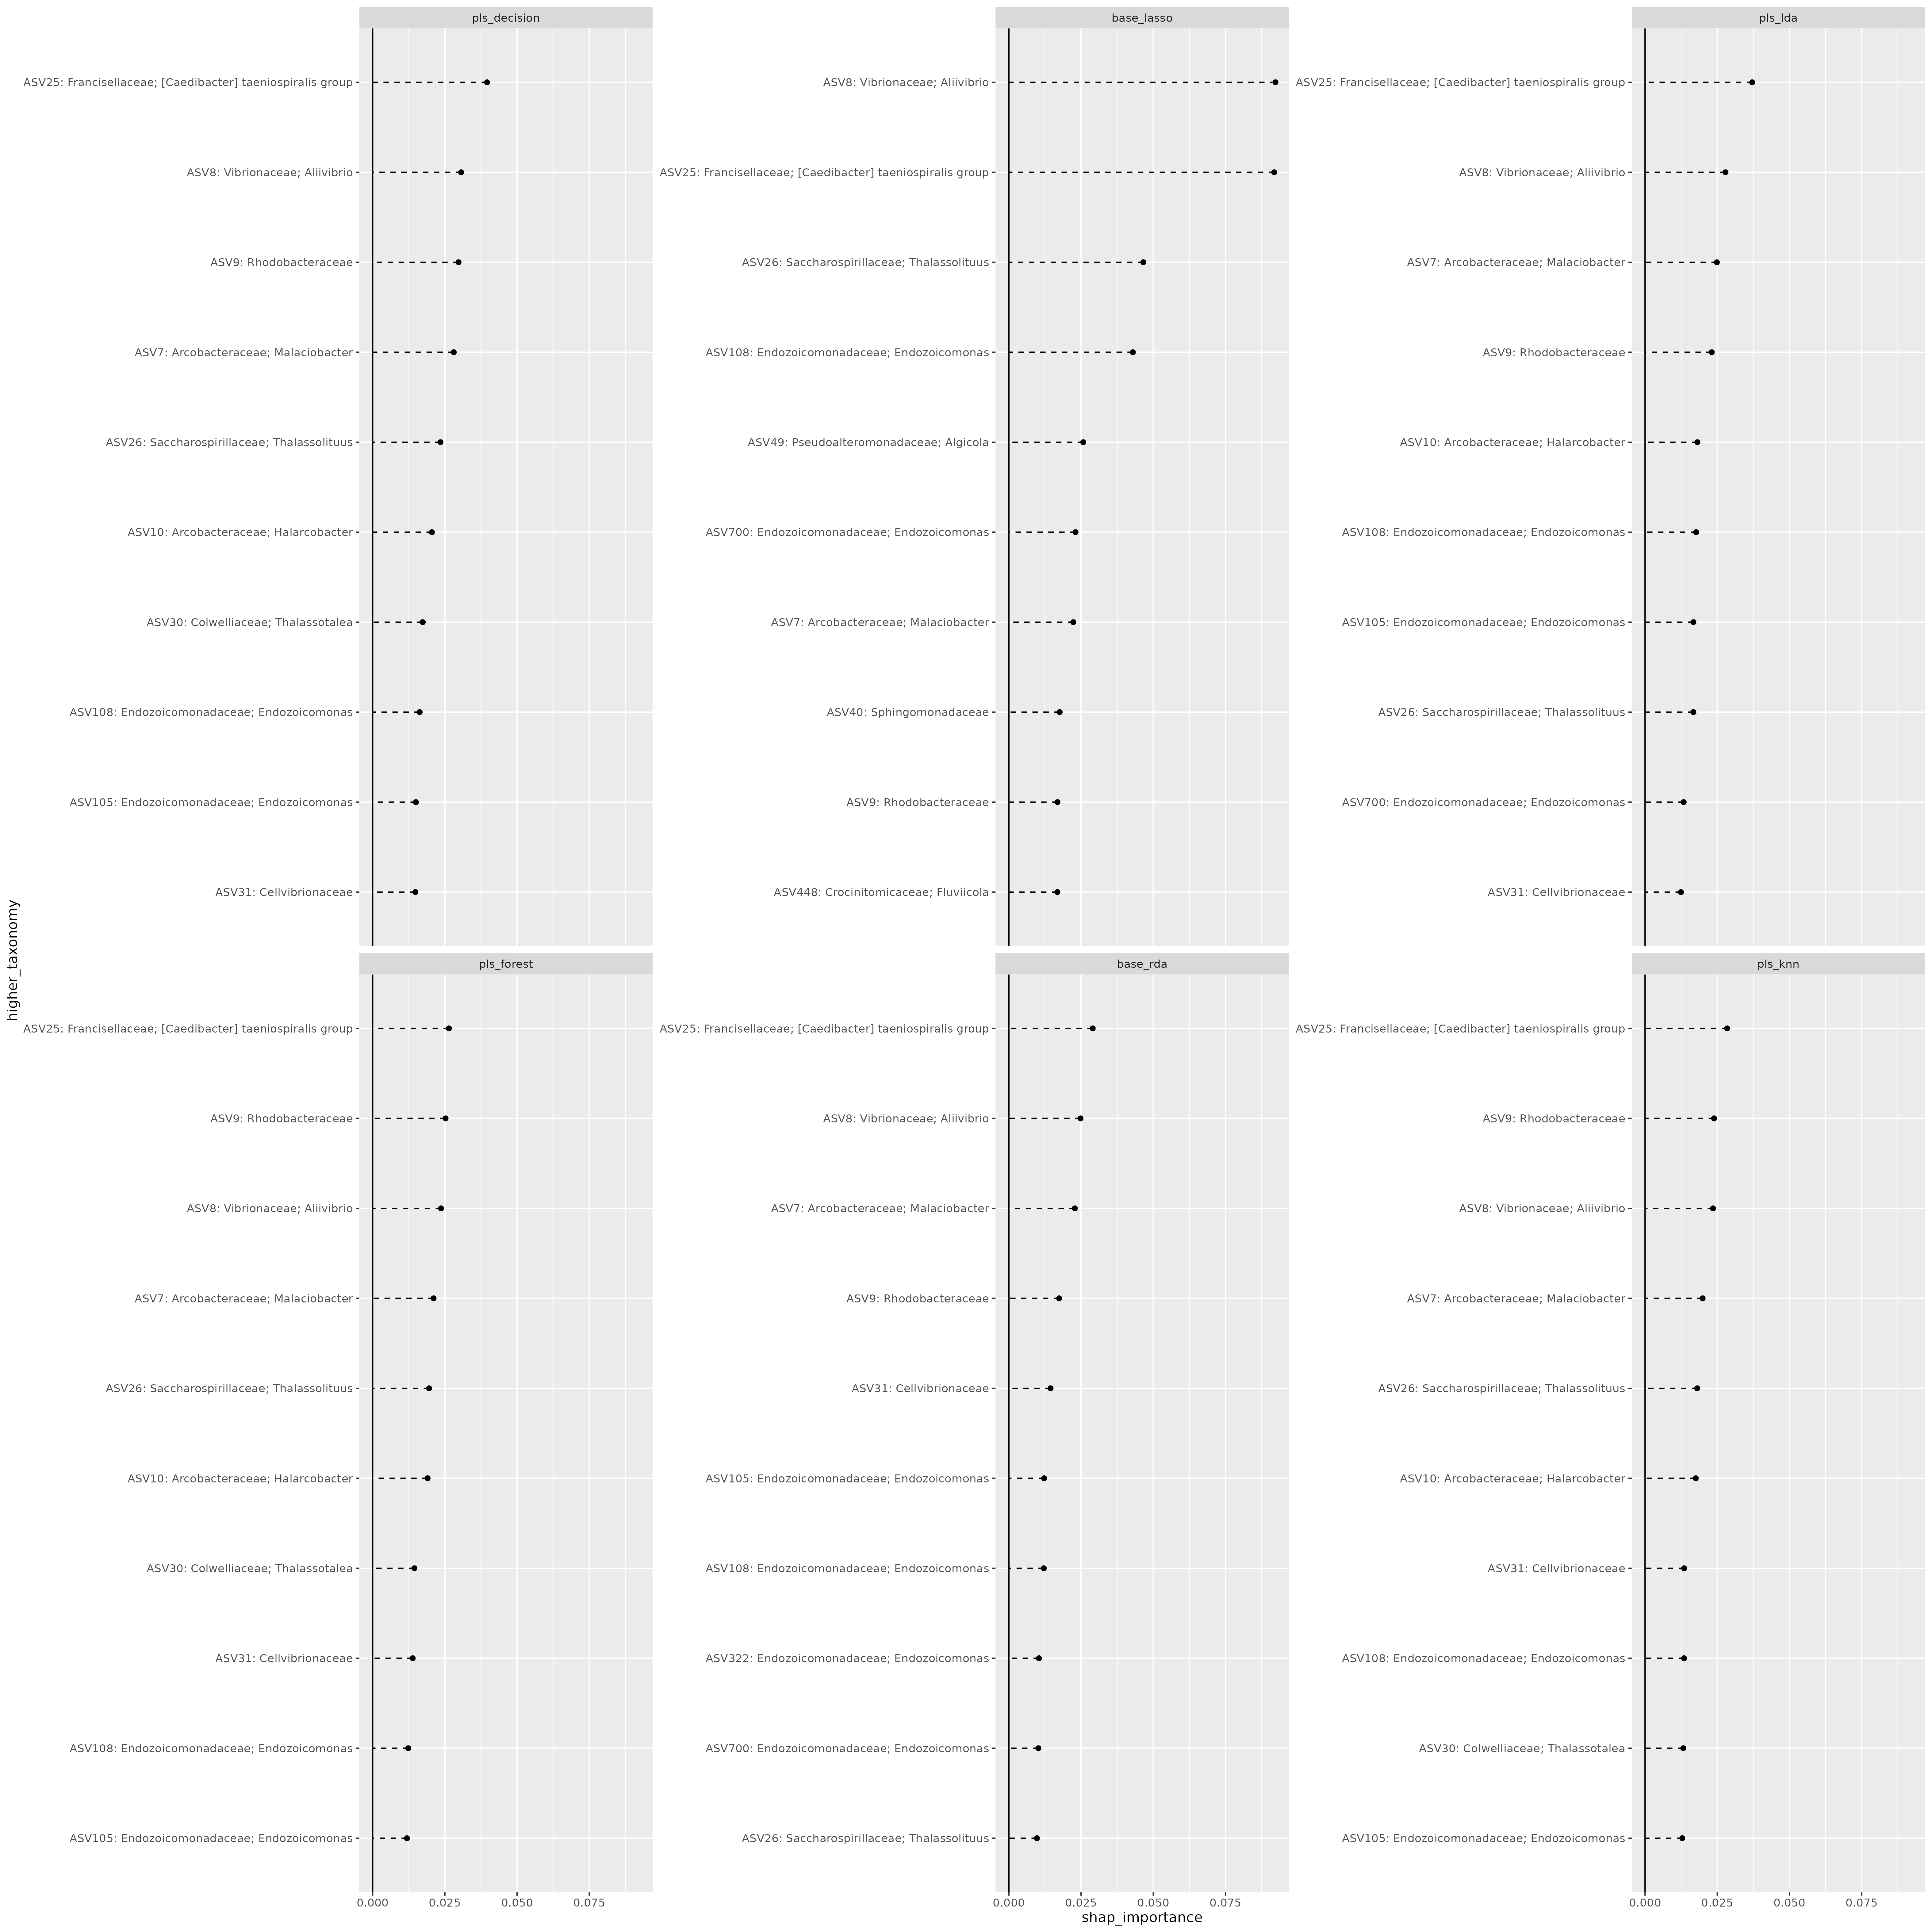 pls_decision
ASV25: Francisellaceae; [Caedibacter] taeniospiralis group
ASV8: Vibrionaceae; Aliivibrio
ASV9: Rhodobacteraceae
ASV7: Arcobacteraceae; Malaciobacter
ASV26: Saccharospirillaceae; Thalassolituus
ASV10: Arcobacteraceae; Halarcobacter
ASV30: Colwelliaceae; Thalassotalea
ASV108: Endozoicomonadaceae; Endozoicomonas
ASV105: Endozoicomonadaceae; Endozoicomonas
ASV31: Cellvibrionaceae
base_lasso
ASV8: Vibrionaceae; Aliivibrio
ASV25: Francisellaceae; [Caedibacter] taeniospiralis group
ASV26: Saccharospirillaceae; Thalassolituus
ASV108: Endozoicomonadaceae; Endozoicomonas
ASV49: Pseudoalteromonadaceae; Algicola
ASV700: Endozoicomonadaceae; Endozoicomonas
ASV7: Arcobacteraceae; Malaciobacter
ASV40: Sphingomonadaceae
ASV9: Rhodobacteraceae
ASV448: Crocinitomicaceae; Fluviicola
pls_lda
ASV25: Francisellaceae; [Caedibacter] taeniospiralis group
ASV8: Vibrionaceae; Aliivibrio
ASV7: Arcobacteraceae; Malaciobacter
ASV9: Rhodobacteraceae
ASV10: Arcobacteraceae; Halarcobacter
ASV108: Endozoicomonadaceae; Endozoicomonas
ASV105: Endozoicomonadaceae; Endozoicomonas
ASV26: Saccharospirillaceae; Thalassolituus
ASV700: Endozoicomonadaceae; Endozoicomonas
ASV31: Cellvibrionaceae
higher_taxonomy
pls_forest
ASV25: Francisellaceae; [Caedibacter] taeniospiralis group
ASV9: Rhodobacteraceae
ASV8: Vibrionaceae; Aliivibrio
ASV7: Arcobacteraceae; Malaciobacter
ASV26: Saccharospirillaceae; Thalassolituus
ASV10: Arcobacteraceae; Halarcobacter
ASV30: Colwelliaceae; Thalassotalea
ASV31: Cellvibrionaceae
ASV108: Endozoicomonadaceae; Endozoicomonas
ASV105: Endozoicomonadaceae; Endozoicomonas
0.000 0.025 0.050 0.075
base_rda
ASV25: Francisellaceae; [Caedibacter] taeniospiralis group
ASV8: Vibrionaceae; Aliivibrio
ASV7: Arcobacteraceae; Malaciobacter
ASV9: Rhodobacteraceae
ASV31: Cellvibrionaceae
ASV105: Endozoicomonadaceae; Endozoicomonas
ASV108: Endozoicomonadaceae; Endozoicomonas
ASV322: Endozoicomonadaceae; Endozoicomonas
ASV700: Endozoicomonadaceae; Endozoicomonas
ASV26: Saccharospirillaceae; Thalassolituus
0.000 0.025 0.050 0.075
pls_knn
ASV25: Francisellaceae; [Caedibacter] taeniospiralis group
ASV9: Rhodobacteraceae
ASV8: Vibrionaceae; Aliivibrio
ASV7: Arcobacteraceae; Malaciobacter
ASV26: Saccharospirillaceae; Thalassolituus
ASV10: Arcobacteraceae; Halarcobacter
ASV31: Cellvibrionaceae
ASV108: Endozoicomonadaceae; Endozoicomonas
ASV30: Colwelliaceae; Thalassotalea
ASV105: Endozoicomonadaceae; Endozoicomonas
0.000 0.025 0.050 0.075
shap_importance